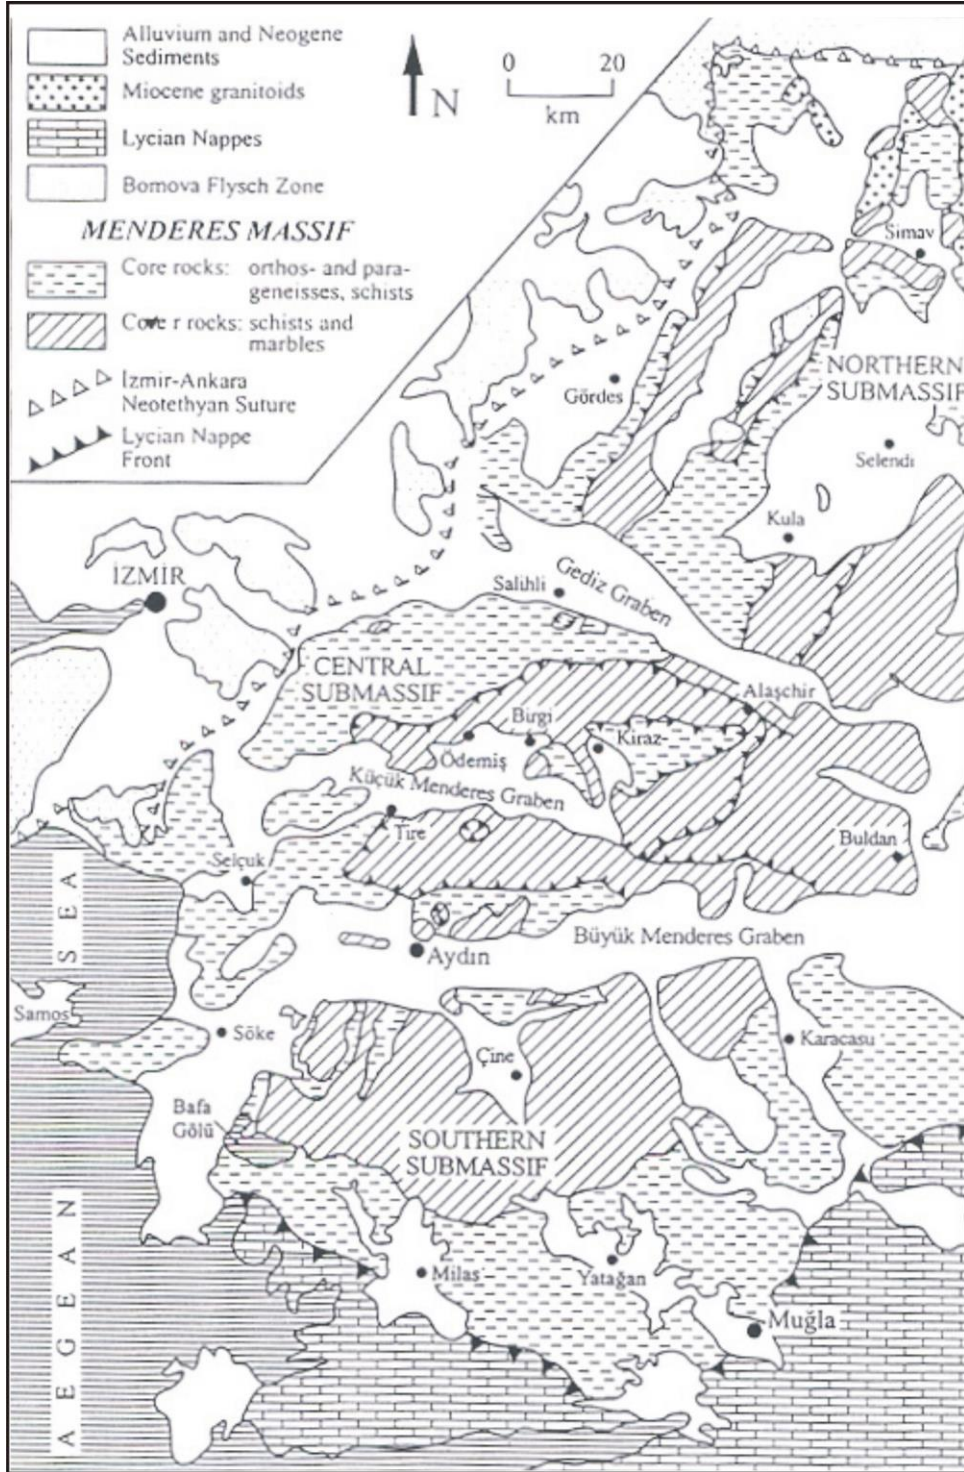 Alluvium and Neogene
Sediments
Miocene granitoids
Lycian Nappes
Bomova Flysch Zone
MENDERES MASSIF
Core rocks: orthos- and para-
geneisses, schists
Cover rocks: schists and
marbles
İzmir-Ankara
Neotethyan Suture
Lycian Nappe
Front
N
0 20
km
Simav
NORTHERN
SUBMASSIF
Gördes
Selendi
Kula
İZMİR
Gediz Graben
Salihli
CENTRAL
SUBMASSIF
Alaşehir
Birgi
Kiraz
Ödemiş
Küçük Menderes Graben
Tire
Buldan
Selçuk
Büyük Menderes Graben
Aydın
Samos
Söke
Karacasu
Çine
Bafa
Gölü
SOUTHERN
SUBMASSIF
Milas
Yatağan
Muğla
AEGEAN SEA